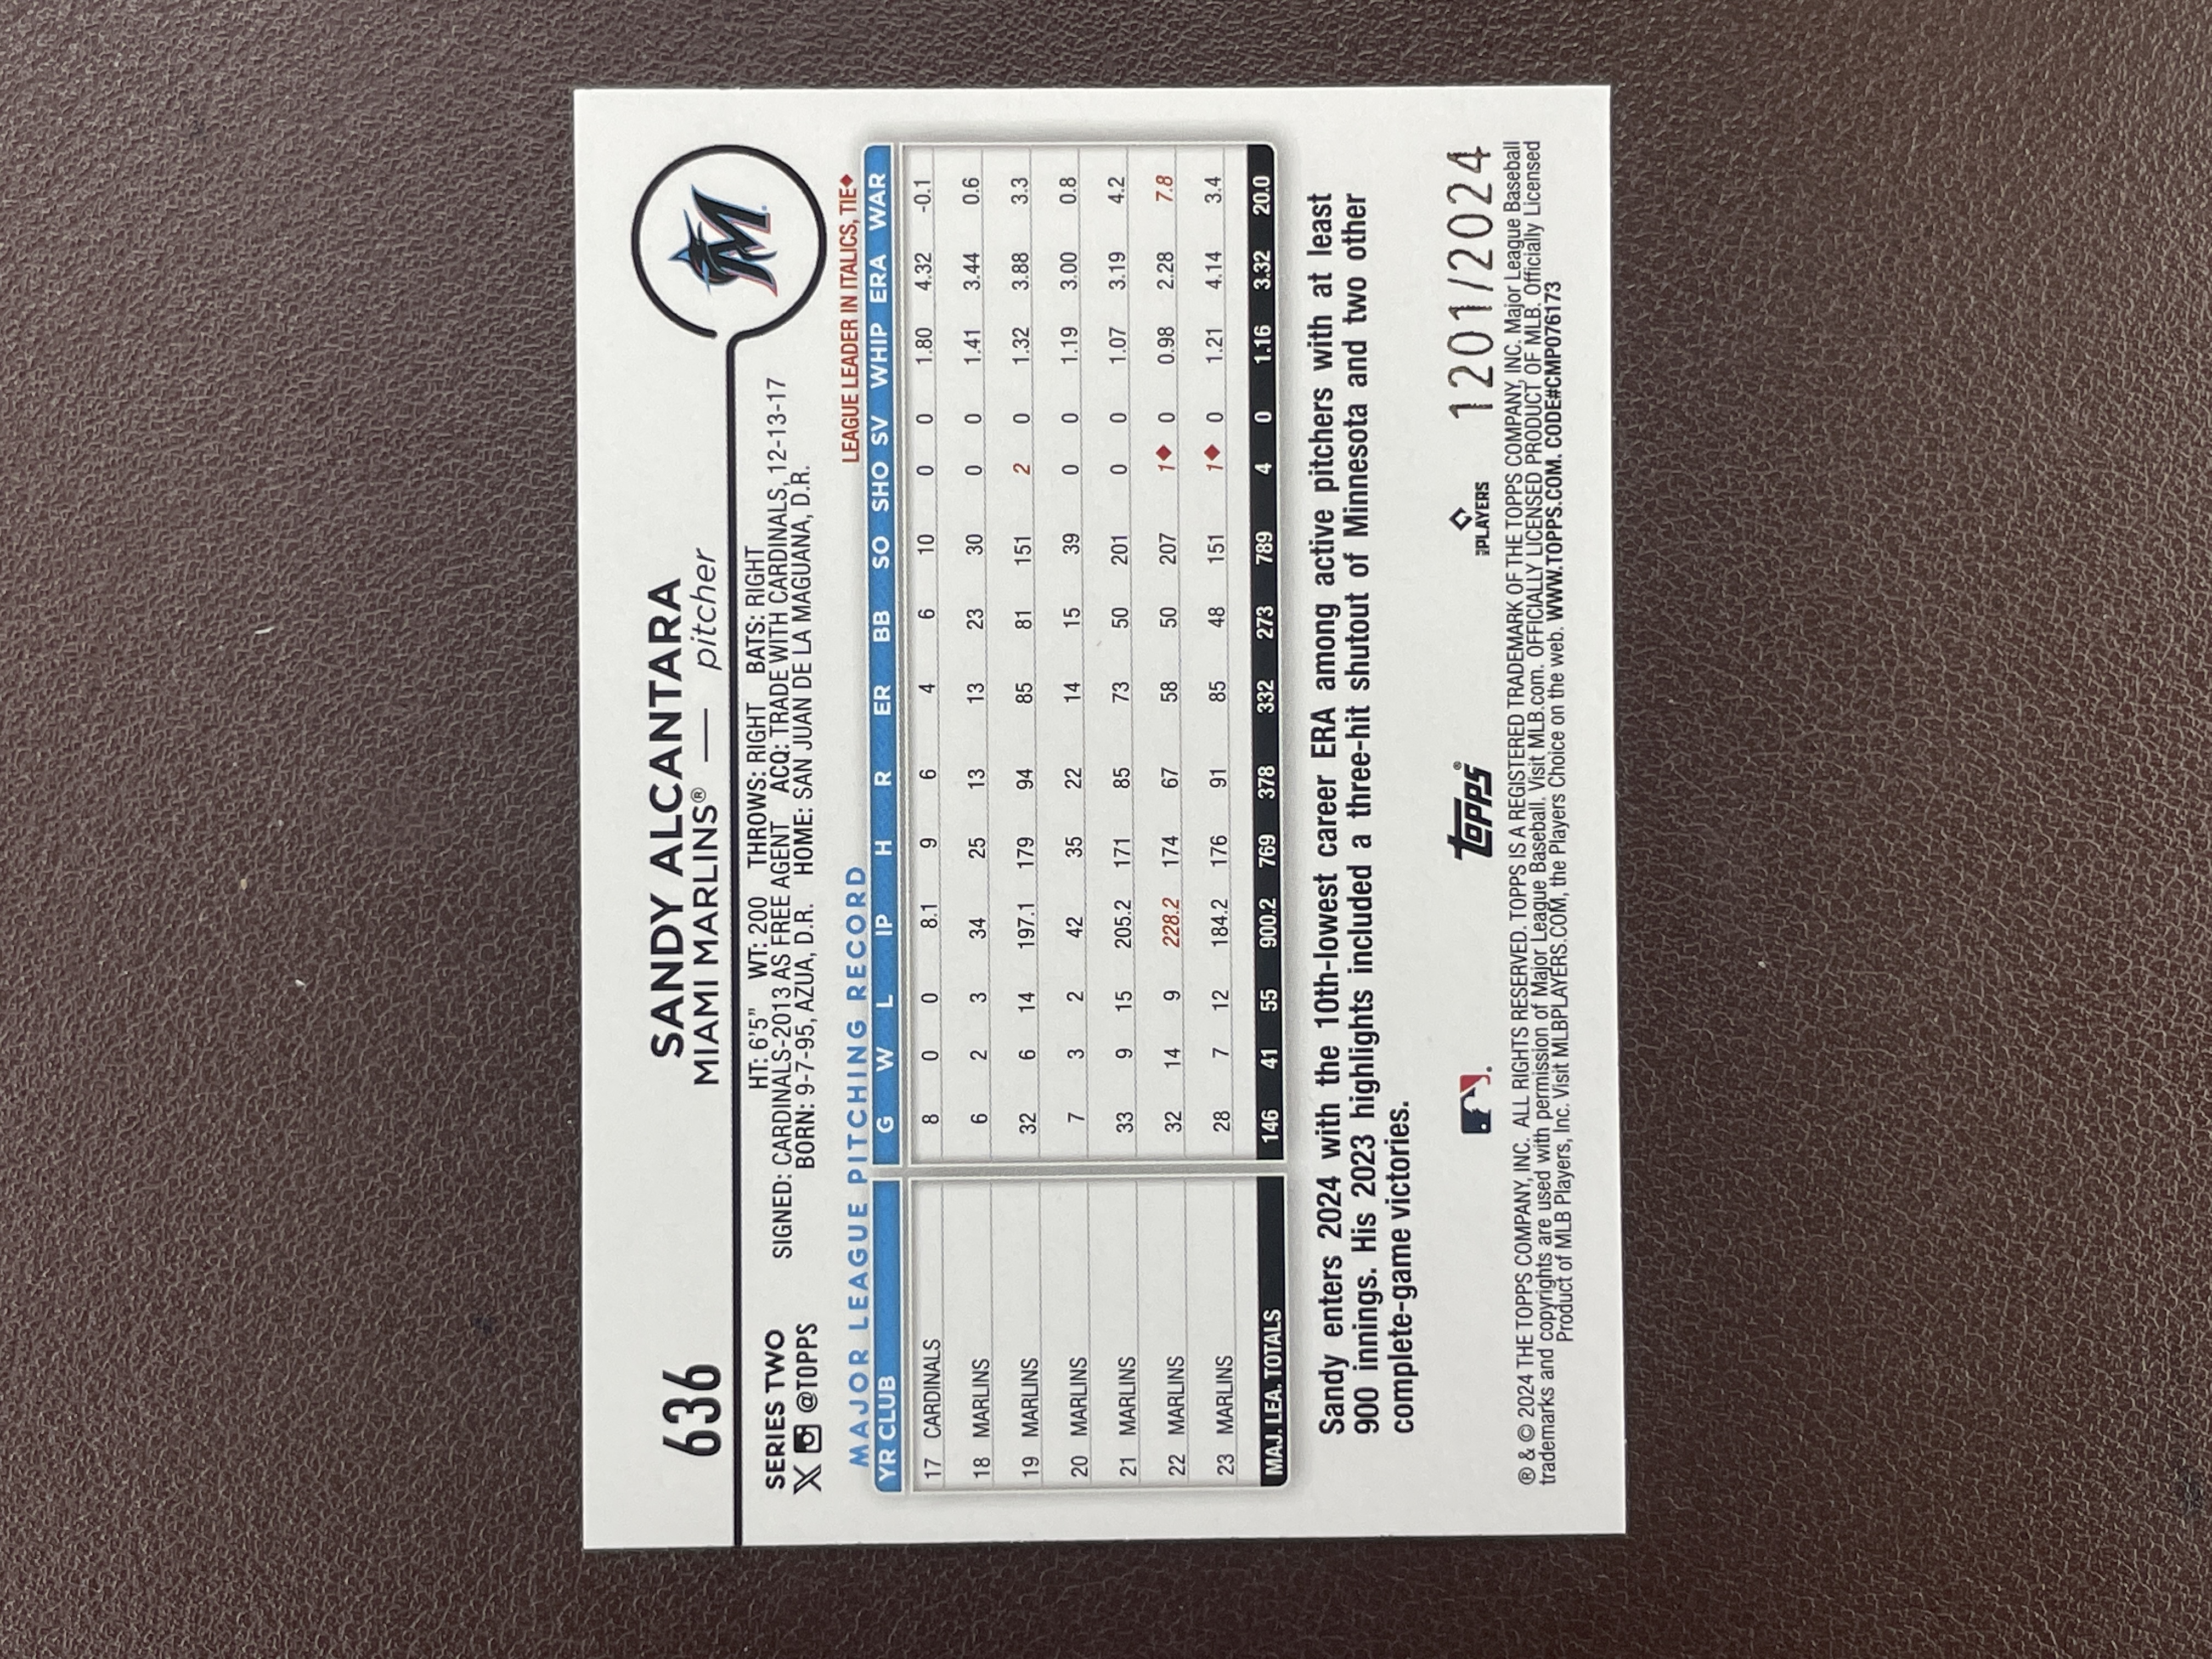 636
SANDY ALCANTARA
MIAMI MARLINS® — pitcher
SERIES TWO
X @TOPPS
HT: 6'5" WT: 200 THROWS: RIGHT BATS: RIGHT
SIGNED: CARDINALS-2013 AS FREE AGENT ACQ: TRADE WITH CARDINALS, 12-13-17
BORN: 9-7-95, AZUA, D.R. HOME: SAN JUAN DE LA MAGUANA, D.R.
MAJOR LEAGUE PITCHING RECORD
LEAGUE LEADER IN ITALICS, TIE♦
YR CLUB G W L IP H R ER BB SO SHO SV WHIP ERA WAR
17 CARDINALS 8 0 0 8.1 9 6 4 6 10 0 0 1.80 4.32 -0.1
18 MARLINS 6 2 3 34 25 13 13 23 30 0 0 1.41 3.44 0.6
19 MARLINS 32 6 14 197.1 179 94 85 81 151 2 0 1.32 3.88 3.3
20 MARLINS 7 3 2 42 35 22 14 15 39 0 0 1.19 3.00 0.8
21 MARLINS 33 9 15 205.2 171 85 73 50 201 0 0 1.07 3.19 4.2
22 MARLINS 32 14 9 228.2 174 67 58 50 207 1♦ 0 0.98 2.28 7.8
23 MARLINS 28 7 12 184.2 176 91 85 48 151 1♦ 0 1.21 4.14 3.4
MAJ. LEA. TOTALS 146 41 55 900.2 769 378 332 273 789 4 0 1.16 3.32 20.0
Sandy enters 2024 with the 10th-lowest career ERA among active pitchers with at least
900 innings. His 2023 highlights included a three-hit shutout of Minnesota and two other
complete-game victories.
topps®
MLB PLAYERS
1201/2024
® & © 2024 THE TOPPS COMPANY, INC. ALL RIGHTS RESERVED. TOPPS IS A REGISTERED TRADEMARK OF THE TOPPS COMPANY, INC. Major League Baseball
trademarks and copyrights are used with permission of Major League Baseball. Visit MLB.com. OFFICIALLY LICENSED PRODUCT OF MLB. Officially Licensed
Product of MLB Players, Inc. Visit MLBPLAYERS.COM, the Players Choice on the web. WWW.TOPPS.COM. CODE#CMP076173